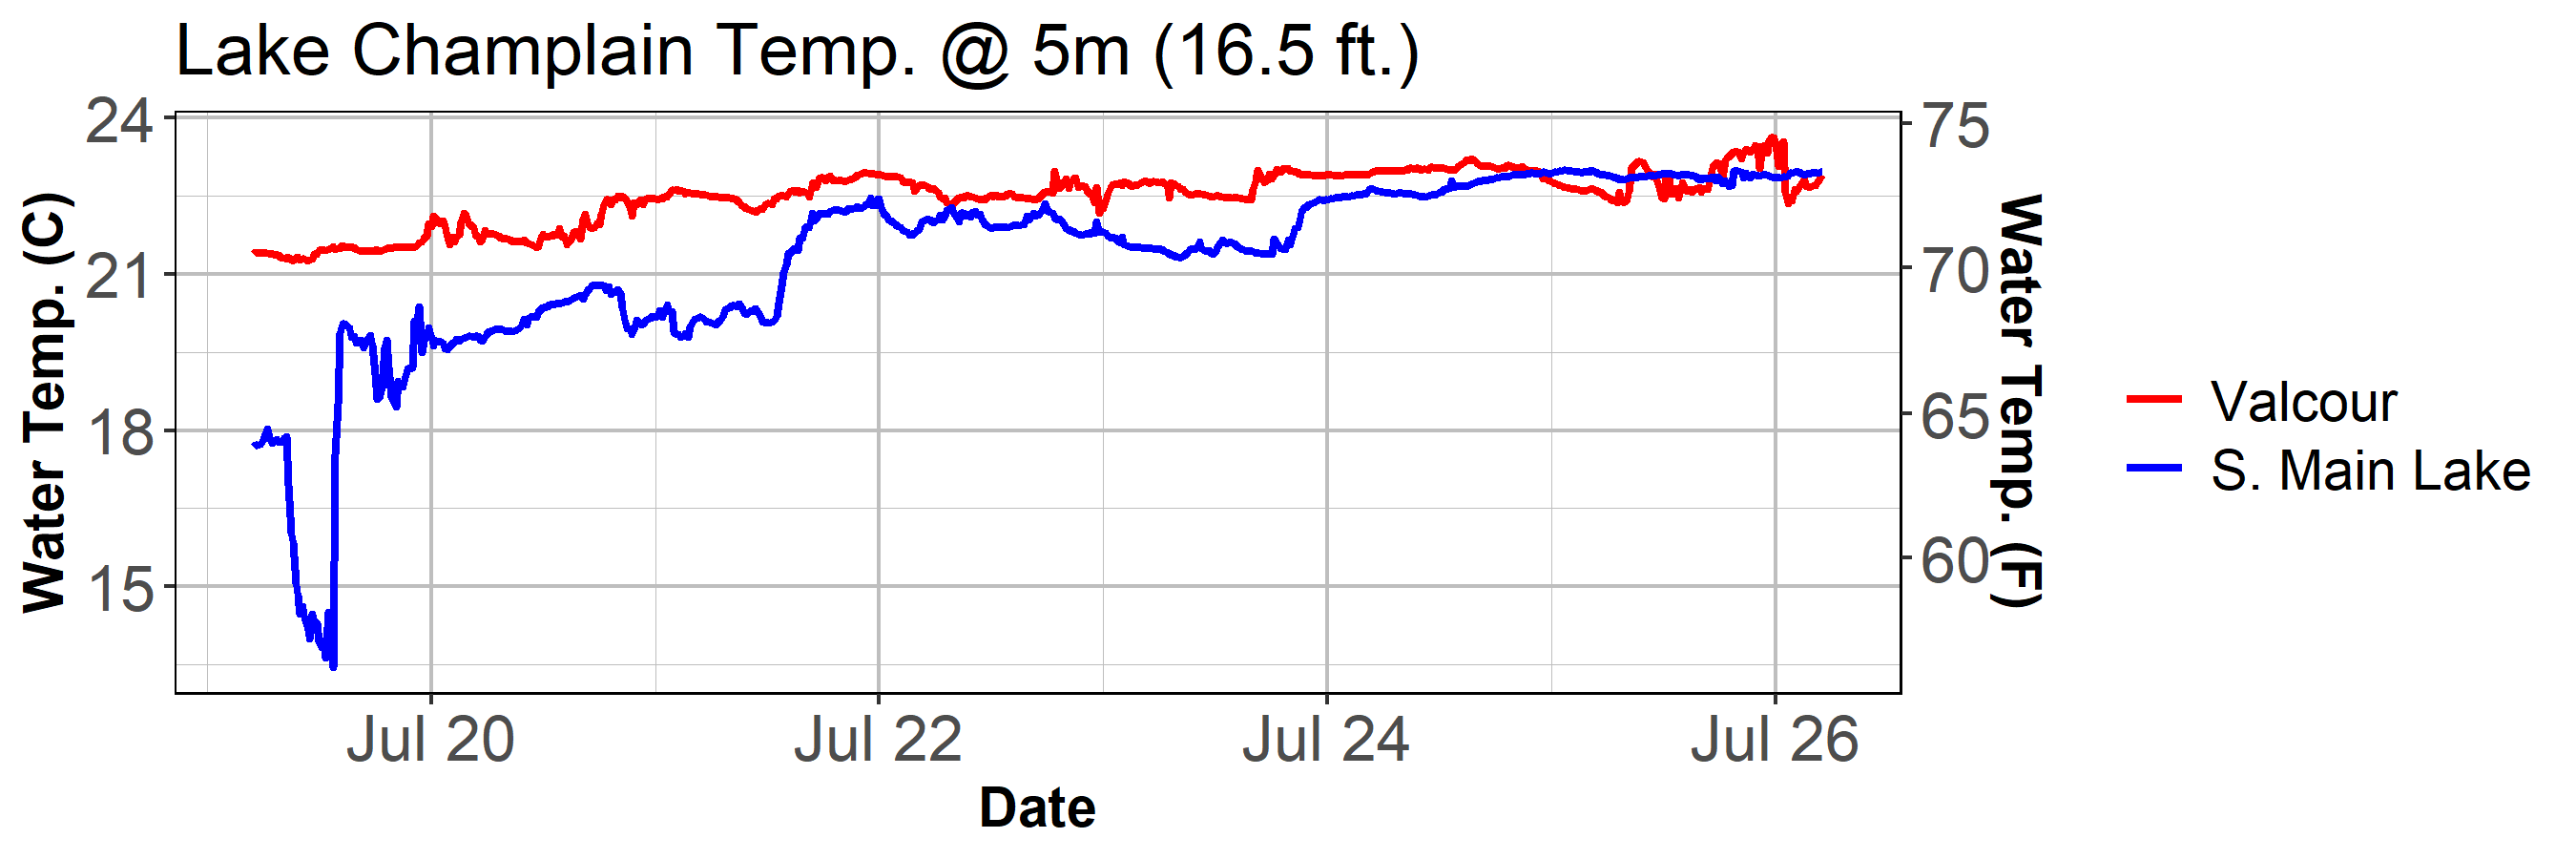 Lake Champlain Temp. @ 5m (16.5 ft.)
Water Temp. (C)
24
21
18
15
75
70
65
60
Water Temp. (F)
Jul 20
Jul 22
Jul 24
Jul 26
Date
Valcour
S. Main Lake